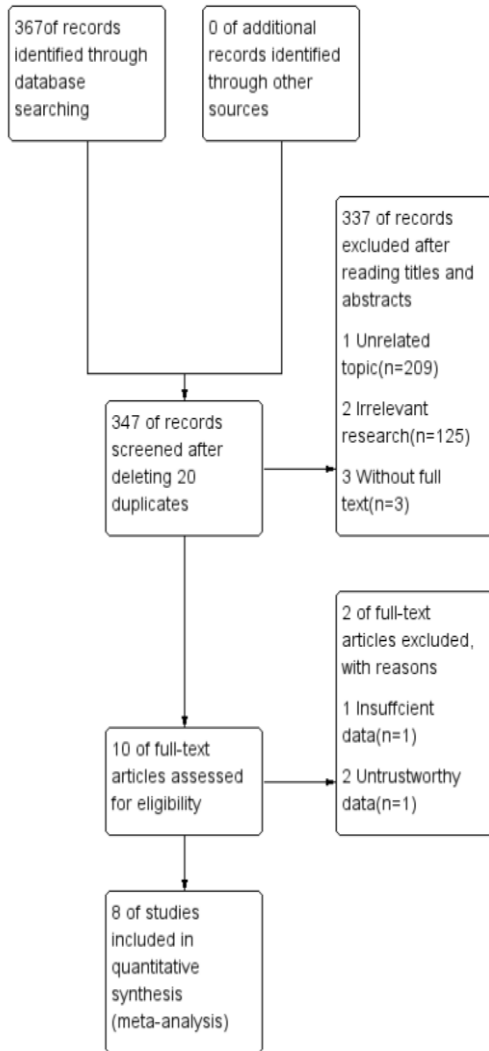 367of records
identified through
database
searching
0 of additional
records identified
through other
sources
337 of records
excluded after
reading titles and
abstracts
1 Unrelated
topic(n=209)
2 Irrelevant
research(n=125)
3 Without full
text(n=3)
347 of records
screened after
deleting 20
duplicates
2 of full-text
articles excluded,
with reasons
1 Insuffcient
data(n=1)
2 Untrustworthy
data(n=1)
10 of full-text
articles assessed
for eligibility
8 of studies
included in
quantitative
synthesis
(meta-analysis)